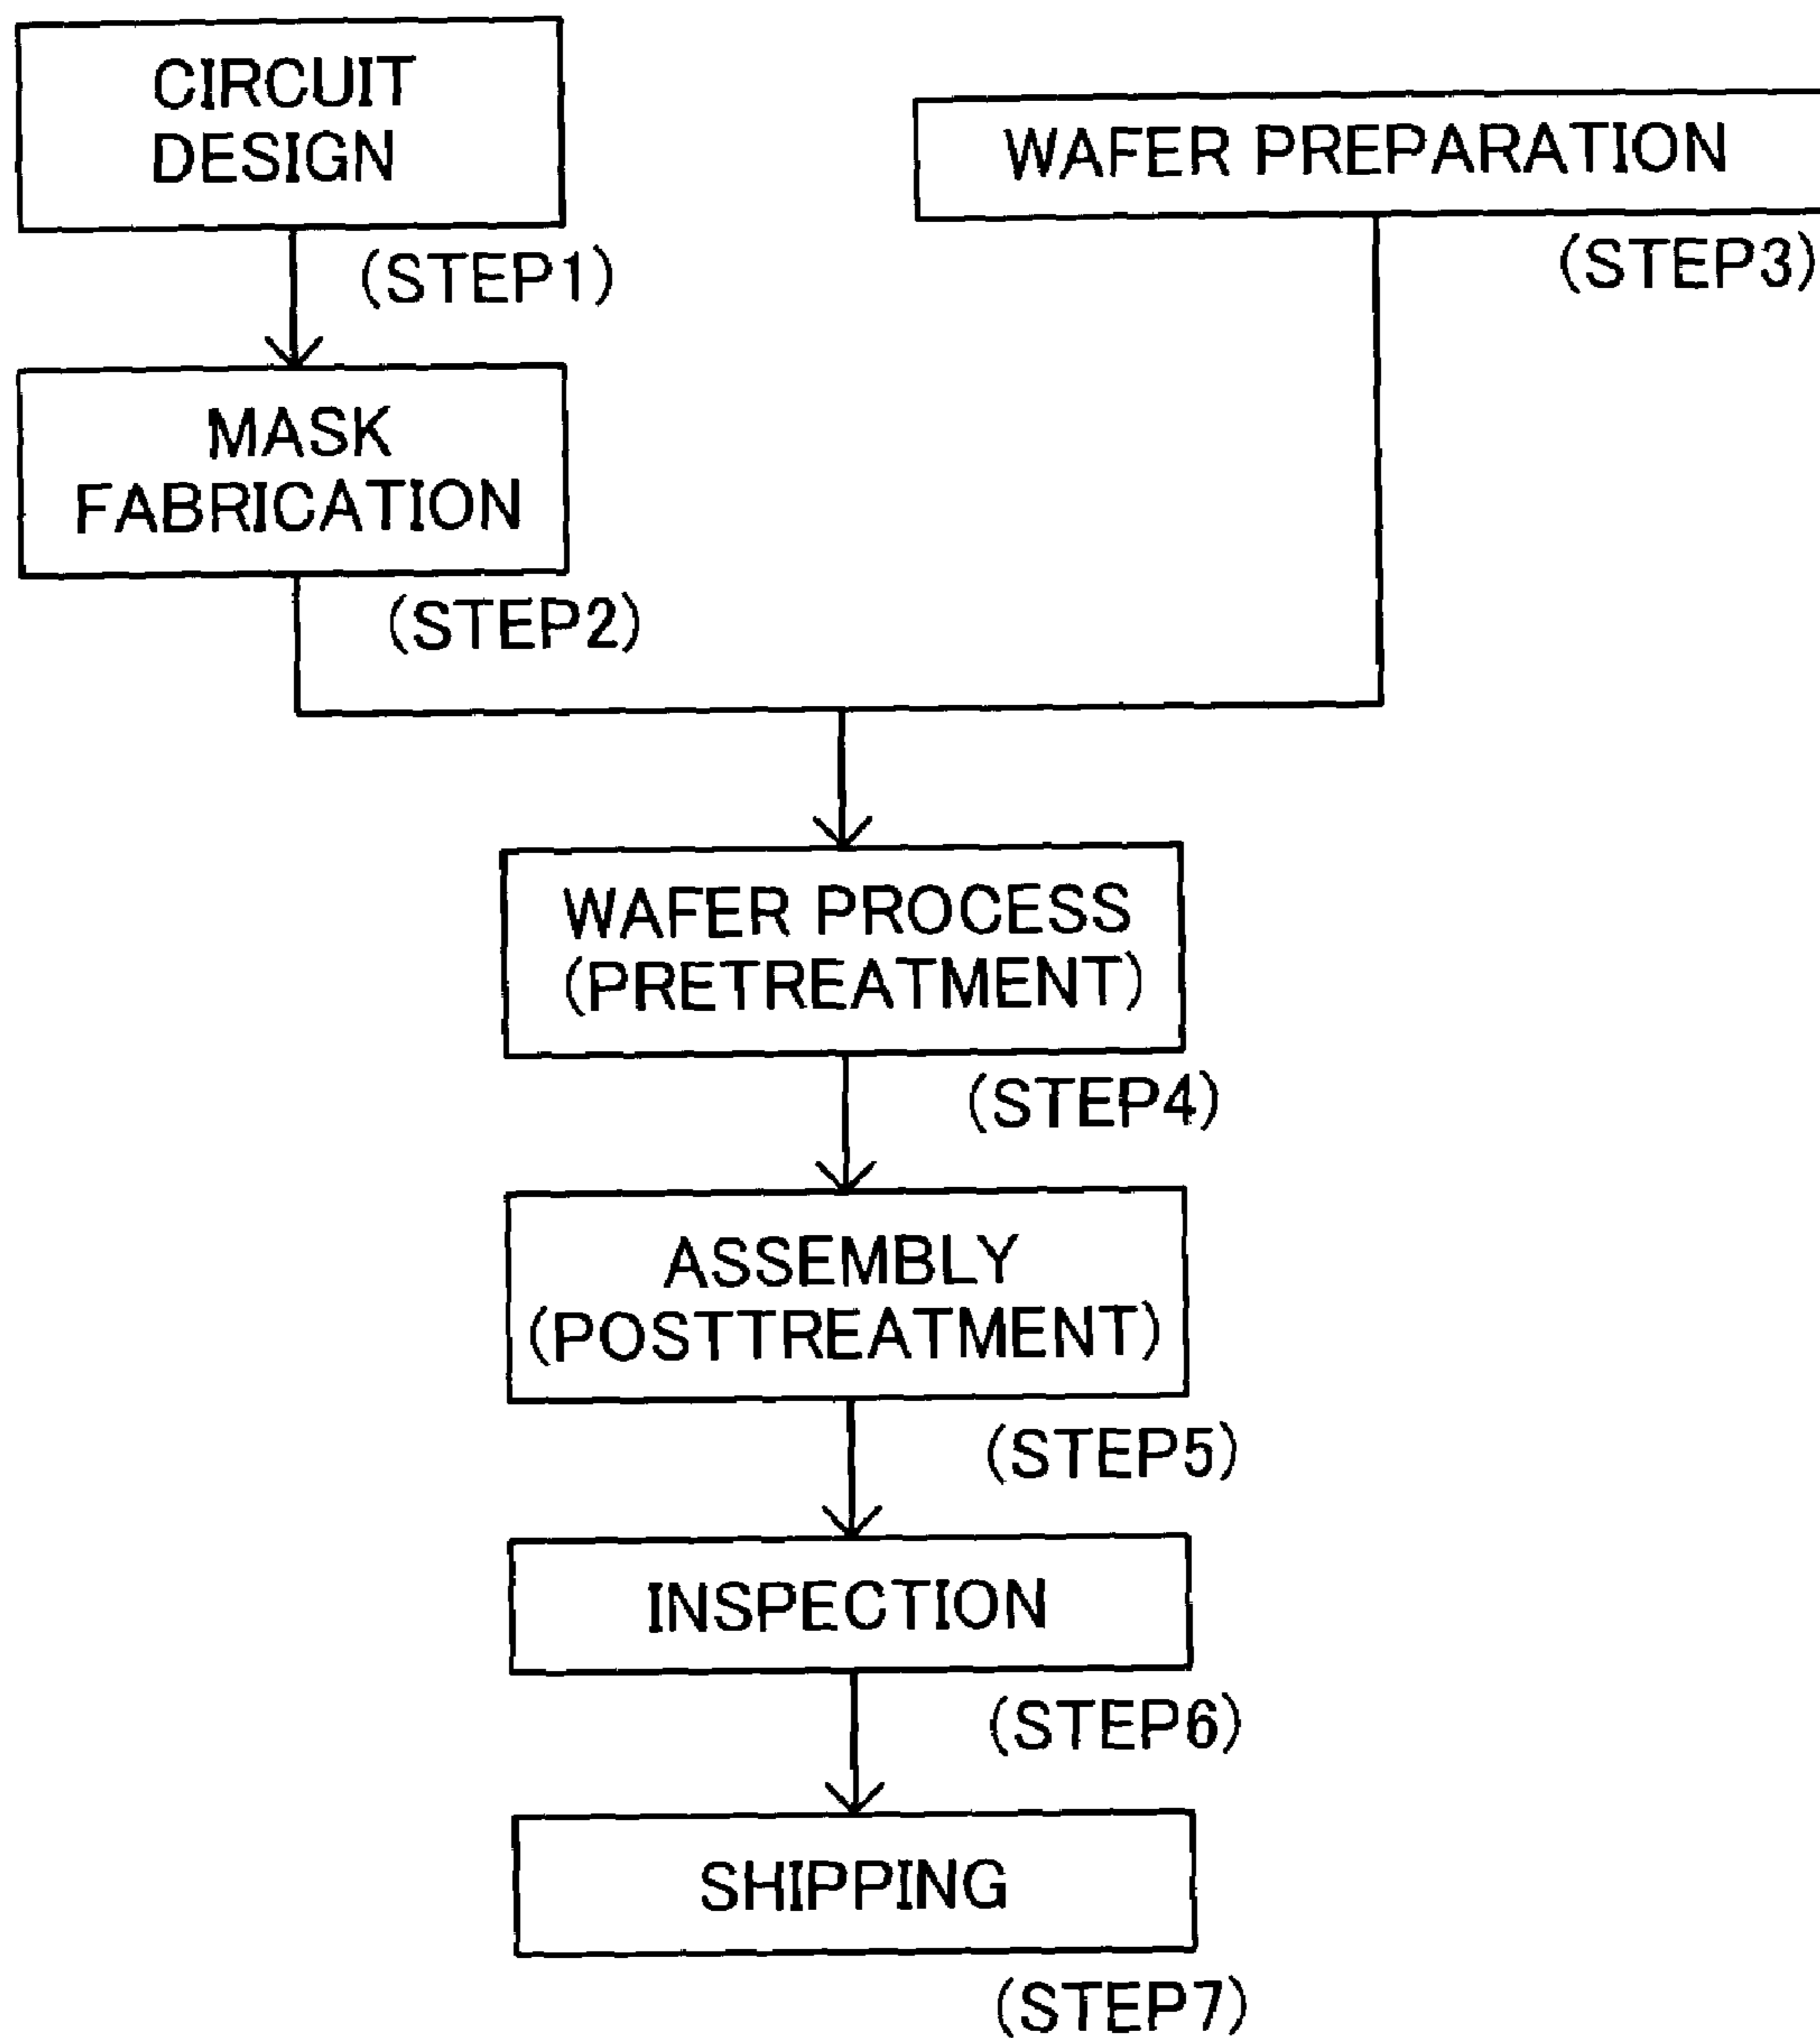 CIRCUIT
DESIGN
(STEP1)
MASK
FABRICATION
(STEP2)
WAFER PREPARATION
(STEP3)
WAFER PROCESS
(PRETREATMENT)
(STEP4)
ASSEMBLY
(POSTTREATMENT)
(STEP5)
INSPECTION
(STEP6)
SHIPPING
(STEP7)